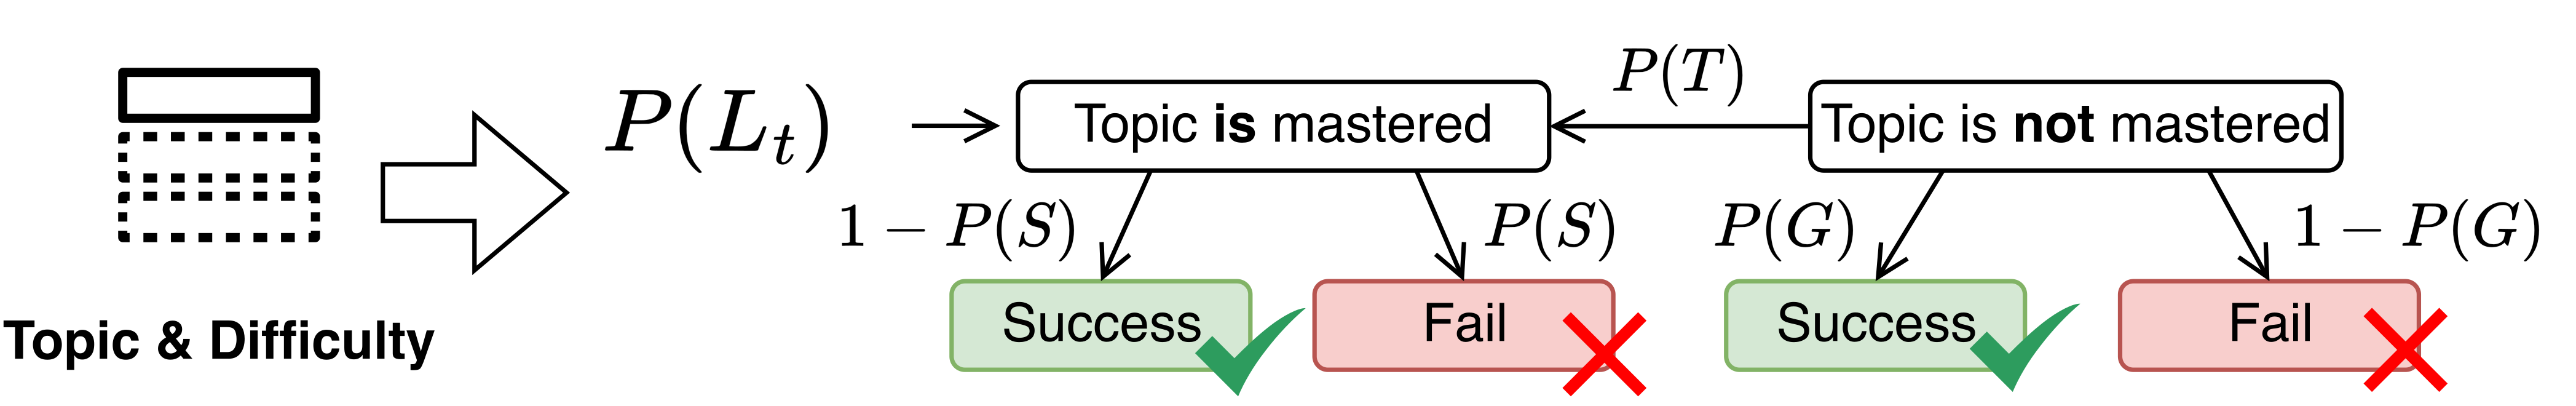 Topic & Difficulty
P(L_t)
Topic is mastered
P(T)
Topic is not mastered
1 − P(S)
P(S)
P(G)
1 − P(G)
Success
Fail
Success
Fail